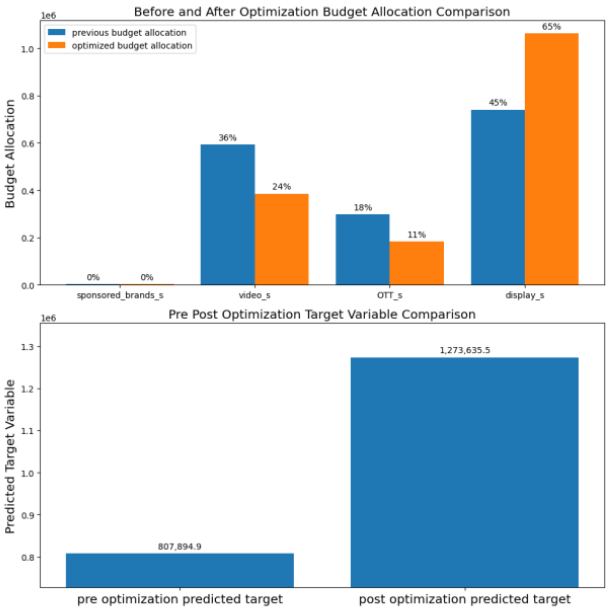 Before and After Optimization Budget Allocation Comparison
1e6
previous budget allocation
optimized budget allocation
65%
45%
36%
24%
18%
11%
0%
0%
1.0
0.8
0.6
0.4
0.2
0.0
Budget Allocation
sponsored_brands_s
video_s
OTT_s
display_s
Pre Post Optimization Target Variable Comparison
1e6
1,273,635.5
807,894.9
1.3
1.2
1.1
1.0
0.9
0.8
Predicted Target Variable
pre optimization predicted target
post optimization predicted target